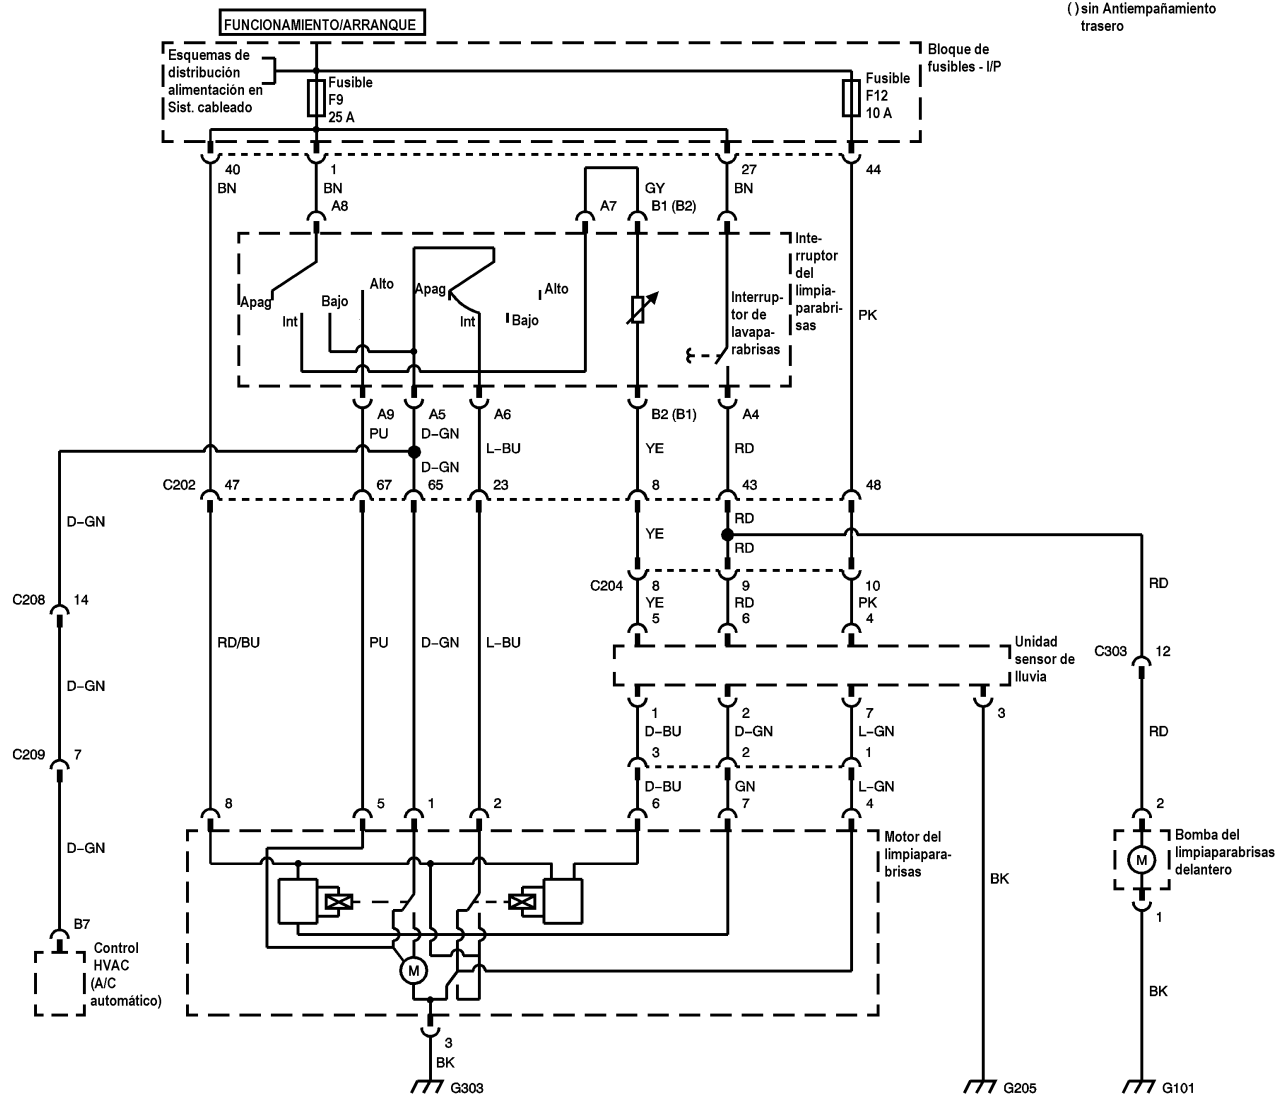 ( ) sin Antiempañamiento
trasero
FUNCIONAMIENTO/ARRANQUE
Esquemas de
distribución
alimentación en
Sist. cableado
Fusible
F9
25 A
Fusible
F12
10 A
Bloque de
fusibles - I/P
40
1
27
44
BN
BN
GY
BN
A8
A7
B1 (B2)
Inte-
rruptor
del
limpia-
parabri-
sas
Apag
Int
Bajo
Alto
Apag
Int
Alto
Bajo
Interrup-
tor de
lavapa-
rabrisas
PK
A9
A5
A6
B2 (B1)
A4
PU
D-GN
L-BU
YE
RD
D-GN
C202
47
67
65
23
8
43
48
D-GN
YE
RD
RD
C204
8
9
10
RD
YE
RD
PK
C208
14
5
6
4
RD/BU
PU
D-GN
L-BU
Unidad
sensor de
lluvia
C303
12
D-GN
1
2
7
3
D-BU
D-GN
L-GN
RD
C209
7
3
2
1
D-BU
GN
L-GN
8
5
1
2
6
7
4
2
D-GN
Motor del
limpiapara-
brisas
Bomba del
limpiaparabrisas
delantero
M
BK
B7
1
Control
HVAC
(A/C
automático)
M
BK
3
BK
G303
G205
G101